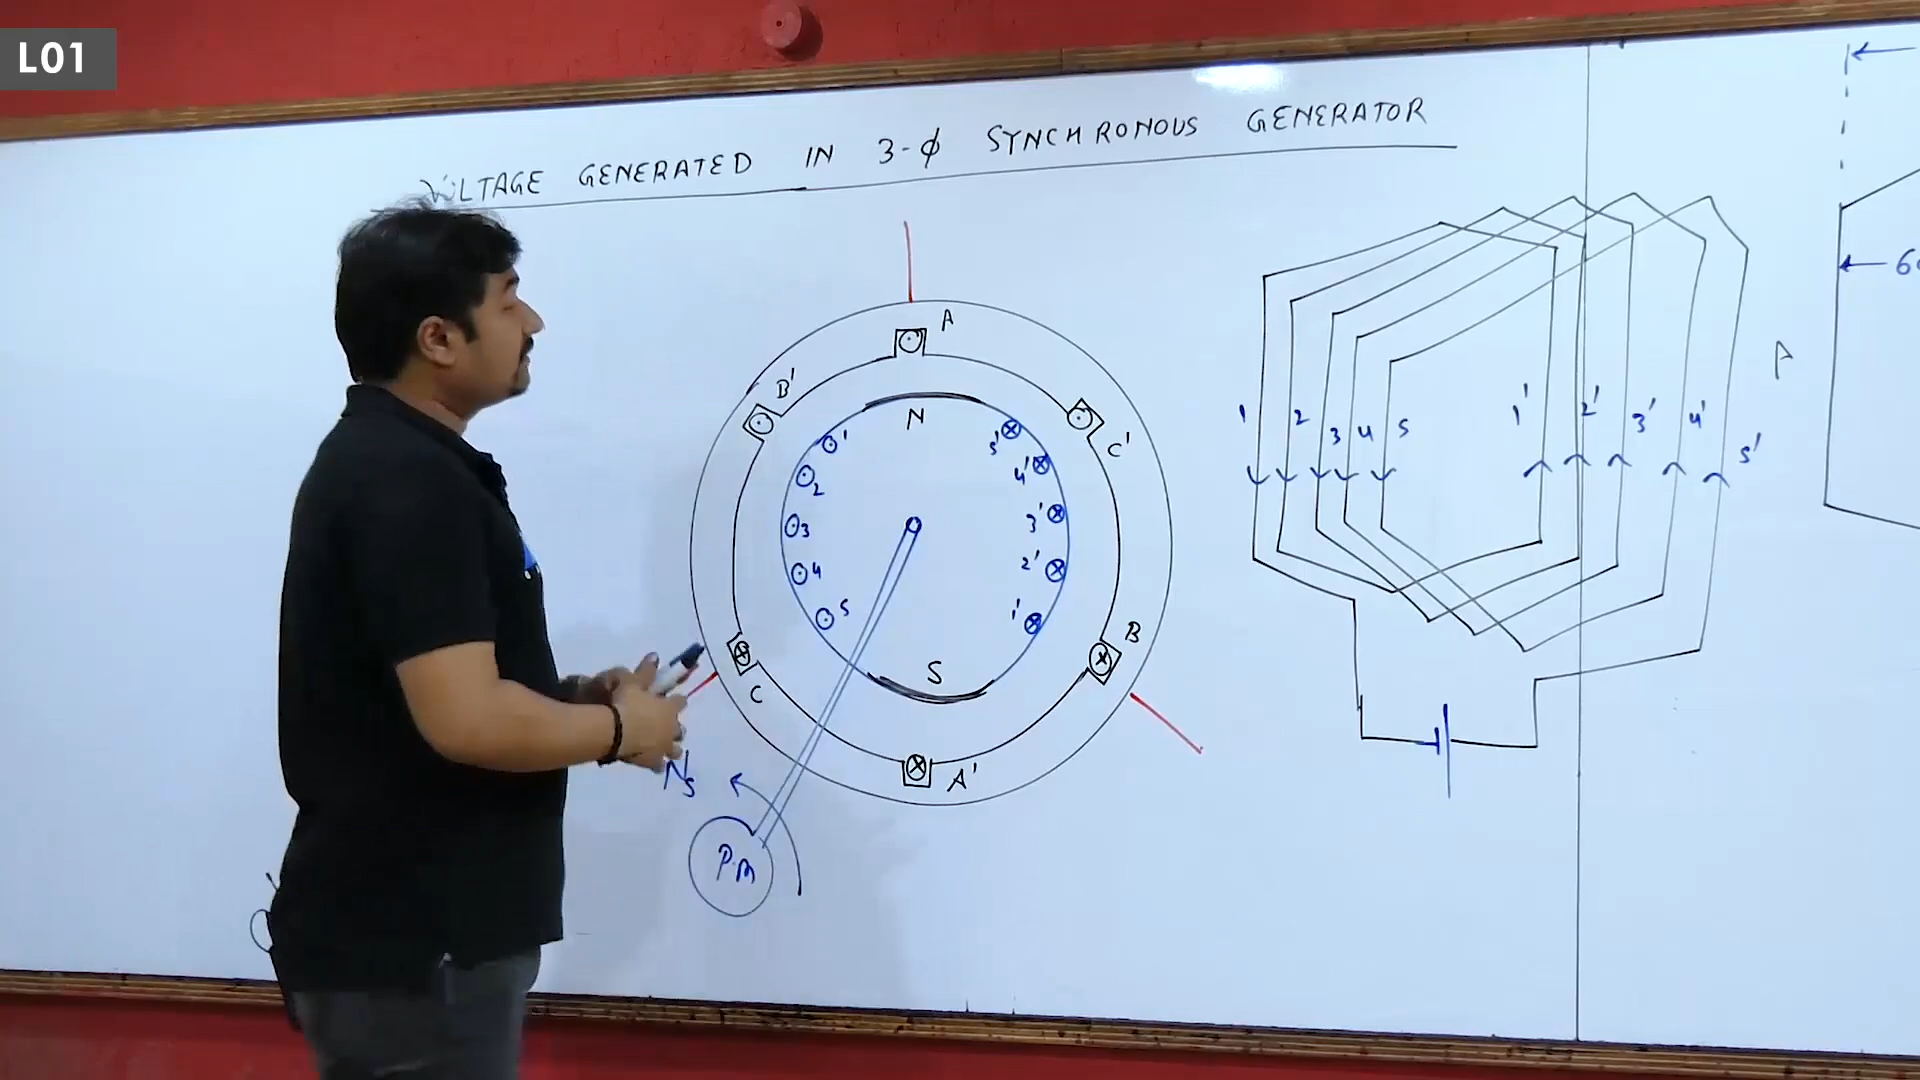 L01
VOLTAGE GENERATED IN 3-ϕ SYNCHRONOUS GENERATOR
A
B'
C'
N
1
2
3
4
5
5'
4'
3'
2'
1'
S
B
C
A'
Ns
P.M
1 2 3 4 5 1' 2' 3' 4' 5'
A